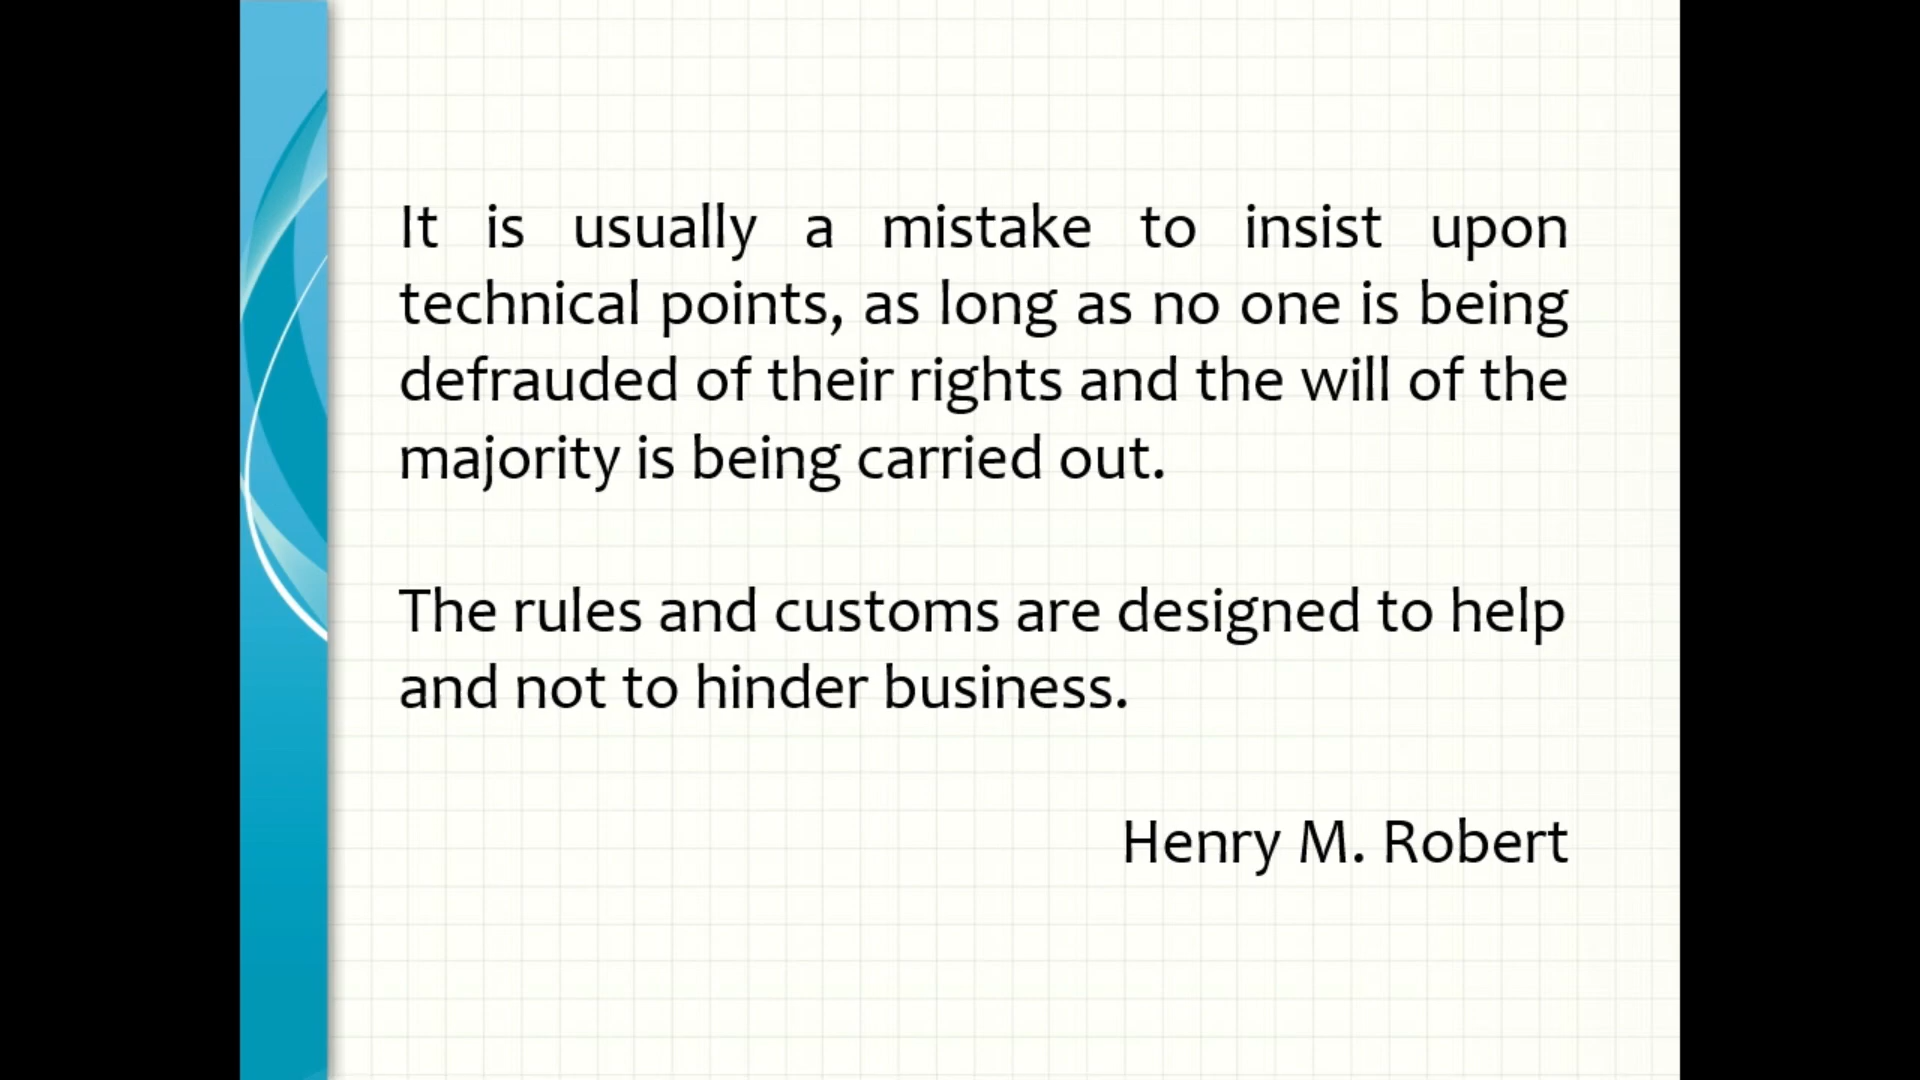 It is usually a mistake to insist upon
technical points, as long as no one is being
defrauded of their rights and the will of the
majority is being carried out.
The rules and customs are designed to help
and not to hinder business.
Henry M. Robert